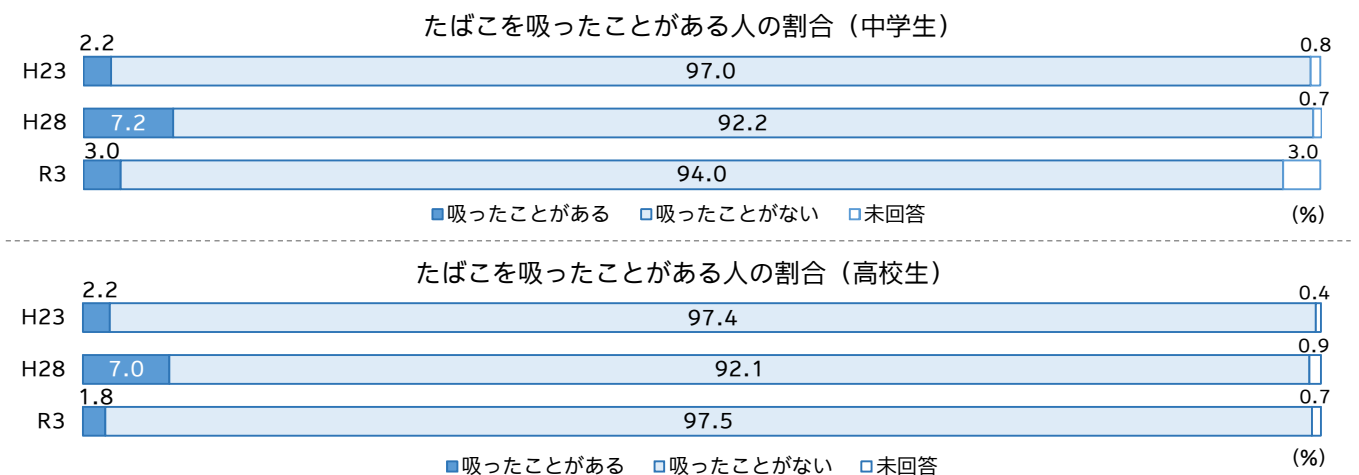 たばこを吸ったことがある人の割合（中学生）
2.2 0.8
H23 97.0
0.7
H28 7.2 92.2
3.0 3.0
R3 94.0
■吸ったことがある □吸ったことがない □未回答 (%)
たばこを吸ったことがある人の割合（高校生）
2.2 0.4
H23 97.4
0.9
H28 7.0 92.1
1.8 0.7
R3 97.5
■吸ったことがある □吸ったことがない □未回答 (%)